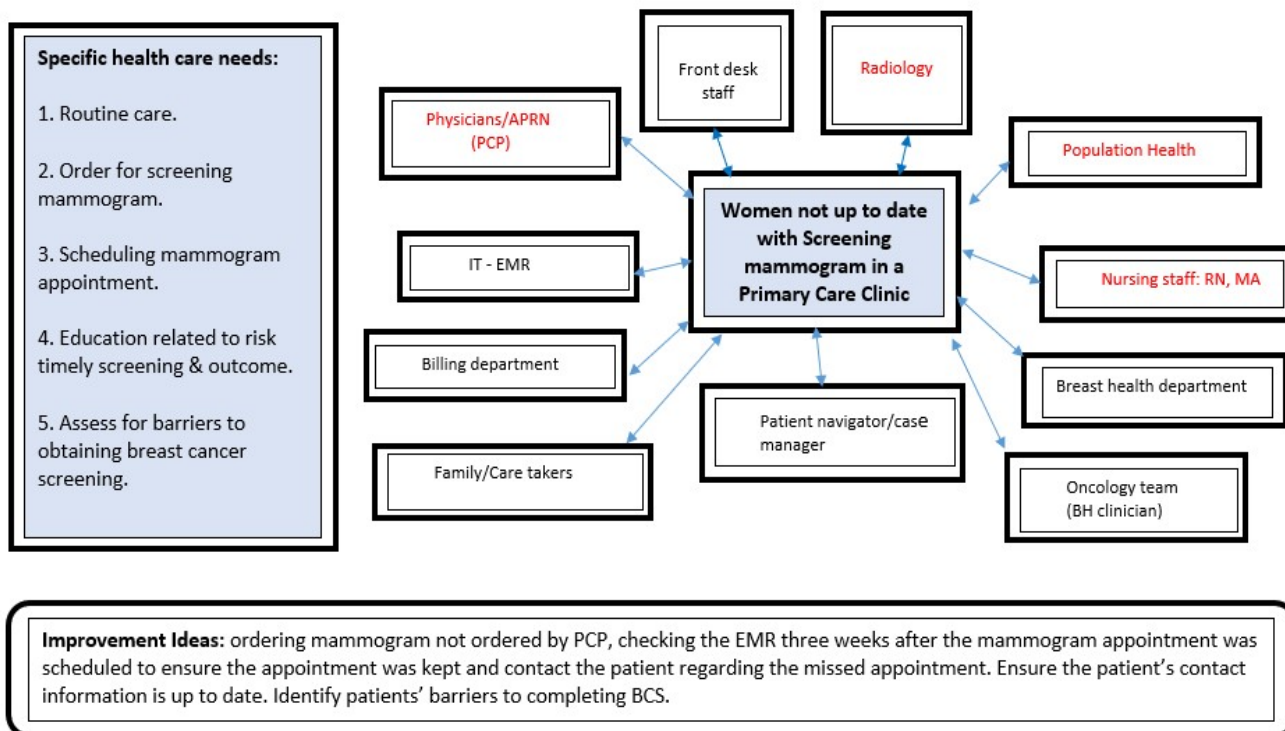 Specific health care needs:
1. Routine care.
2. Order for screening
mammogram.
3. Scheduling mammogram
appointment.
4. Education related to risk
timely screening & outcome.
5. Assess for barriers to
obtaining breast cancer
screening.
Front desk
staff
Radiology
Physicians/APRN
(PCP)
Population Health
Women not up to date
with Screening
mammogram in a
Primary Care Clinic
IT - EMR
Nursing staff: RN, MA
Billing department
Breast health department
Patient navigator/case
manager
Family/Care takers
Oncology team
(BH clinician)
Improvement Ideas: ordering mammogram not ordered by PCP, checking the EMR three weeks after the mammogram appointment was
scheduled to ensure the appointment was kept and contact the patient regarding the missed appointment. Ensure the patient's contact
information is up to date. Identify patients' barriers to completing BCS.